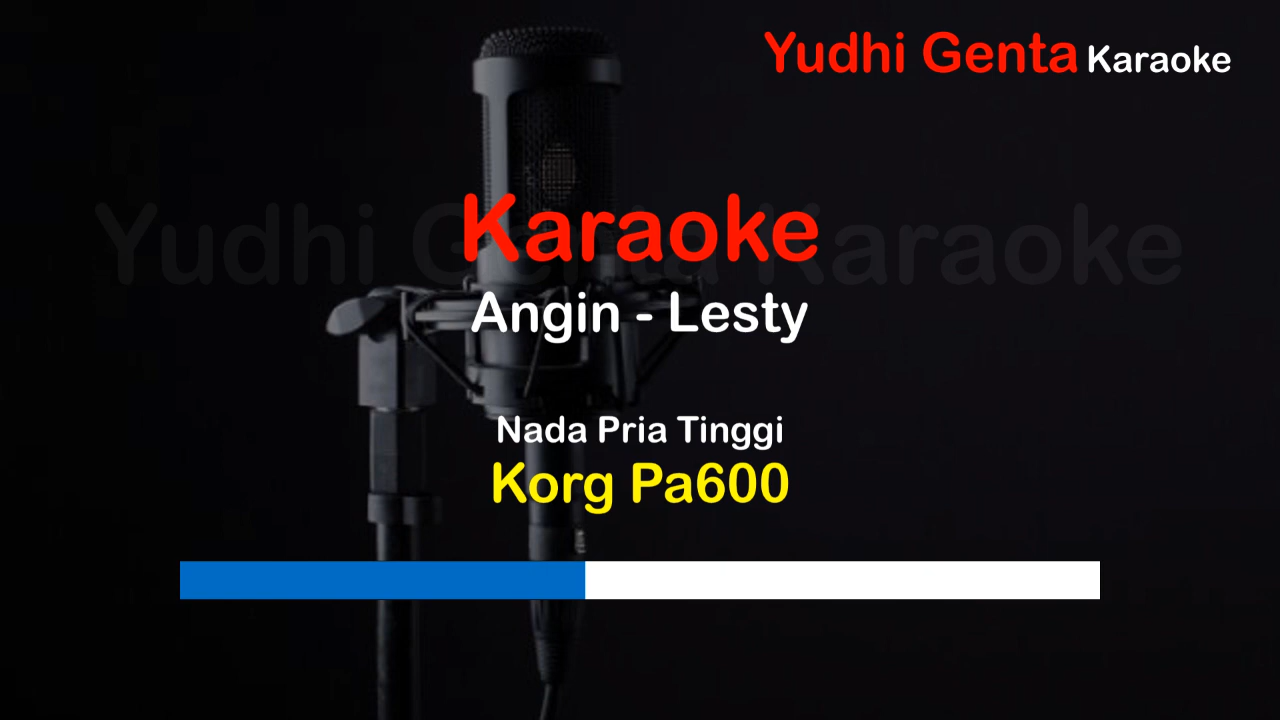 Yudhi Genta Karaoke
Yudhi Genta Karaoke
Karaoke
Angin - Lesty
Nada Pria Tinggi
Korg Pa600